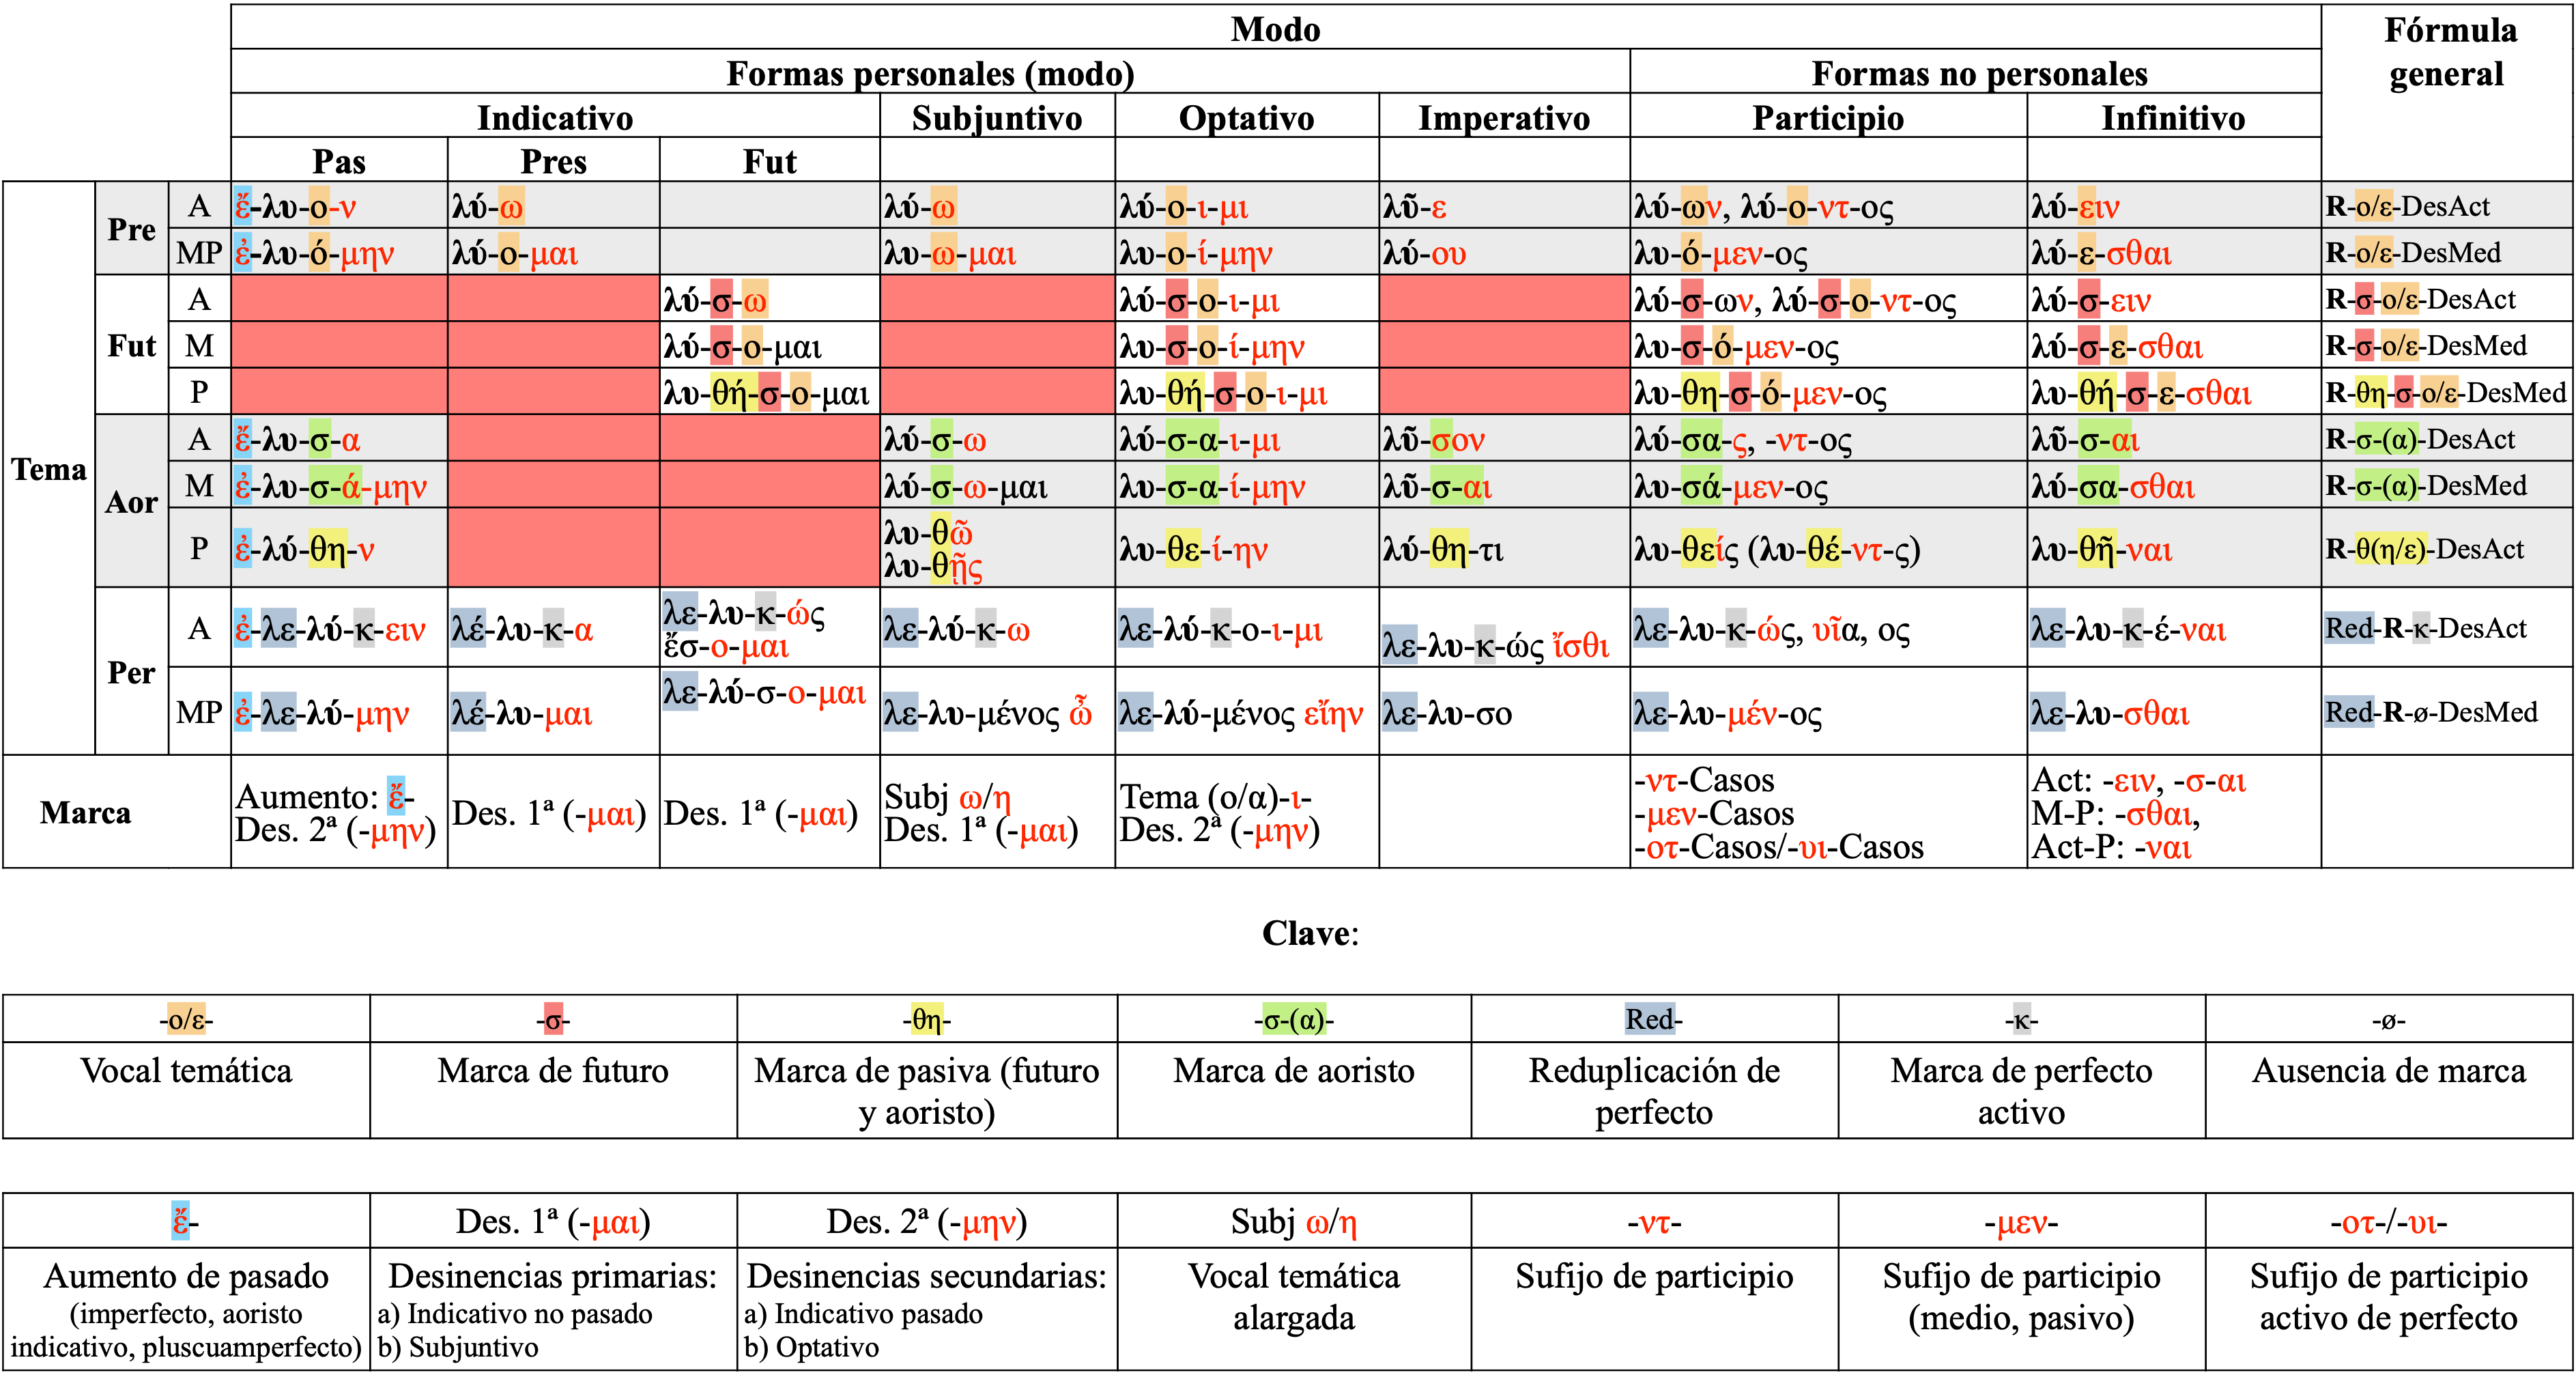 Modo
Fórmula general
Formas personales (modo)
Formas no personales
Indicativo
Subjuntivo
Optativo
Imperativo
Participio
Infinitivo
Pas
Pres
Fut
Tema
Pre
A
ἔ-λυ-ο-ν
λύ-ω
λύ-ω
λύ-ο-ι-μι
λῦ-ε
λύ-ων, λύ-ο-ντ-ος
λύ-ειν
R-ο/ε-DesAct
MP
ἐ-λυ-ό-μην
λύ-ο-μαι
λυ-ω-μαι
λυ-ο-ί-μην
λύ-ου
λυ-ό-μεν-ος
λύ-ε-σθαι
R-ο/ε-DesMed
Fut
A
λύ-σ-ω
λύ-σ-ο-ι-μι
λύ-σ-ων, λύ-σ-ο-ντ-ος
λύ-σ-ειν
R-σ-ο/ε-DesAct
M
λύ-σ-ο-μαι
λυ-σ-ο-ί-μην
λυ-σ-ό-μεν-ος
λύ-σ-ε-σθαι
R-σ-ο/ε-DesMed
P
λυ-θή-σ-ο-μαι
λυ-θή-σ-ο-ι-μι
λυ-θη-σ-ό-μεν-ος
λυ-θή-σ-ε-σθαι
R-θη-σ-ο/ε-DesMed
Aor
A
ἔ-λυ-σ-α
λύ-σ-ω
λύ-σ-α-ι-μι
λῦ-σον
λύ-σα-ς, -ντ-ος
λῦ-σ-αι
R-σ-(α)-DesAct
M
ἐ-λυ-σ-ά-μην
λύ-σ-ω-μαι
λυ-σ-α-ί-μην
λῦ-σ-αι
λυ-σά-μεν-ος
λύ-σα-σθαι
R-σ-(α)-DesMed
P
ἐ-λύ-θη-ν
λυ-θῶ
λυ-θῇς
λυ-θε-ί-ην
λύ-θη-τι
λυ-θείς (λυ-θέ-ντ-ς)
λυ-θῆ-ναι
R-θ(η/ε)-DesAct
Per
A
ἐ-λε-λύ-κ-ειν
λέ-λυ-κ-α
λε-λυ-κ-ώς
ἔσ-ο-μαι
λε-λύ-κ-ω
λε-λύ-κ-ο-ι-μι
λε-λυ-κ-ώς ἴσθι
λε-λυ-κ-ώς, υῖα, ος
λε-λυ-κ-έ-ναι
Red-R-κ-DesAct
MP
ἐ-λε-λύ-μην
λέ-λυ-μαι
λε-λύ-σ-ο-μαι
λε-λυ-μένος ὦ
λε-λύ-μένος εἴην
λε-λυ-σο
λε-λυ-μέν-ος
λε-λυ-σθαι
Red-R-ø-DesMed
Marca
Aumento: ἔ-
Des. 2ª (-μην)
Des. 1ª (-μαι)
Des. 1ª (-μαι)
Subj ω/η
Des. 1ª (-μαι)
Tema (ο/α)-ι-
Des. 2ª (-μην)
-ντ-Casos
-μεν-Casos
-οτ-Casos/-υι-Casos
Act: -ειν, -σ-αι
M-P: -σθαι,
Act-P: -ναι
Clave:
-ο/ε-
-σ-
-θη-
-σ-(α)-
Red-
-κ-
-ø-
Vocal temática
Marca de futuro
Marca de pasiva (futuro
y aoristo)
Marca de aoristo
Reduplicación de
perfecto
Marca de perfecto
activo
Ausencia de marca
ἔ-
Des. 1ª (-μαι)
Des. 2ª (-μην)
Subj ω/η
-ντ-
-μεν-
-οτ-/-υι-
Aumento de pasado
(imperfecto, aoristo
indicativo, pluscuamperfecto)
Desinencias primarias:
a) Indicativo no pasado
b) Subjuntivo
Desinencias secundarias:
a) Indicativo pasado
b) Optativo
Vocal temática
alargada
Sufijo de participio
Sufijo de participio
(medio, pasivo)
Sufijo de participio
activo de perfecto